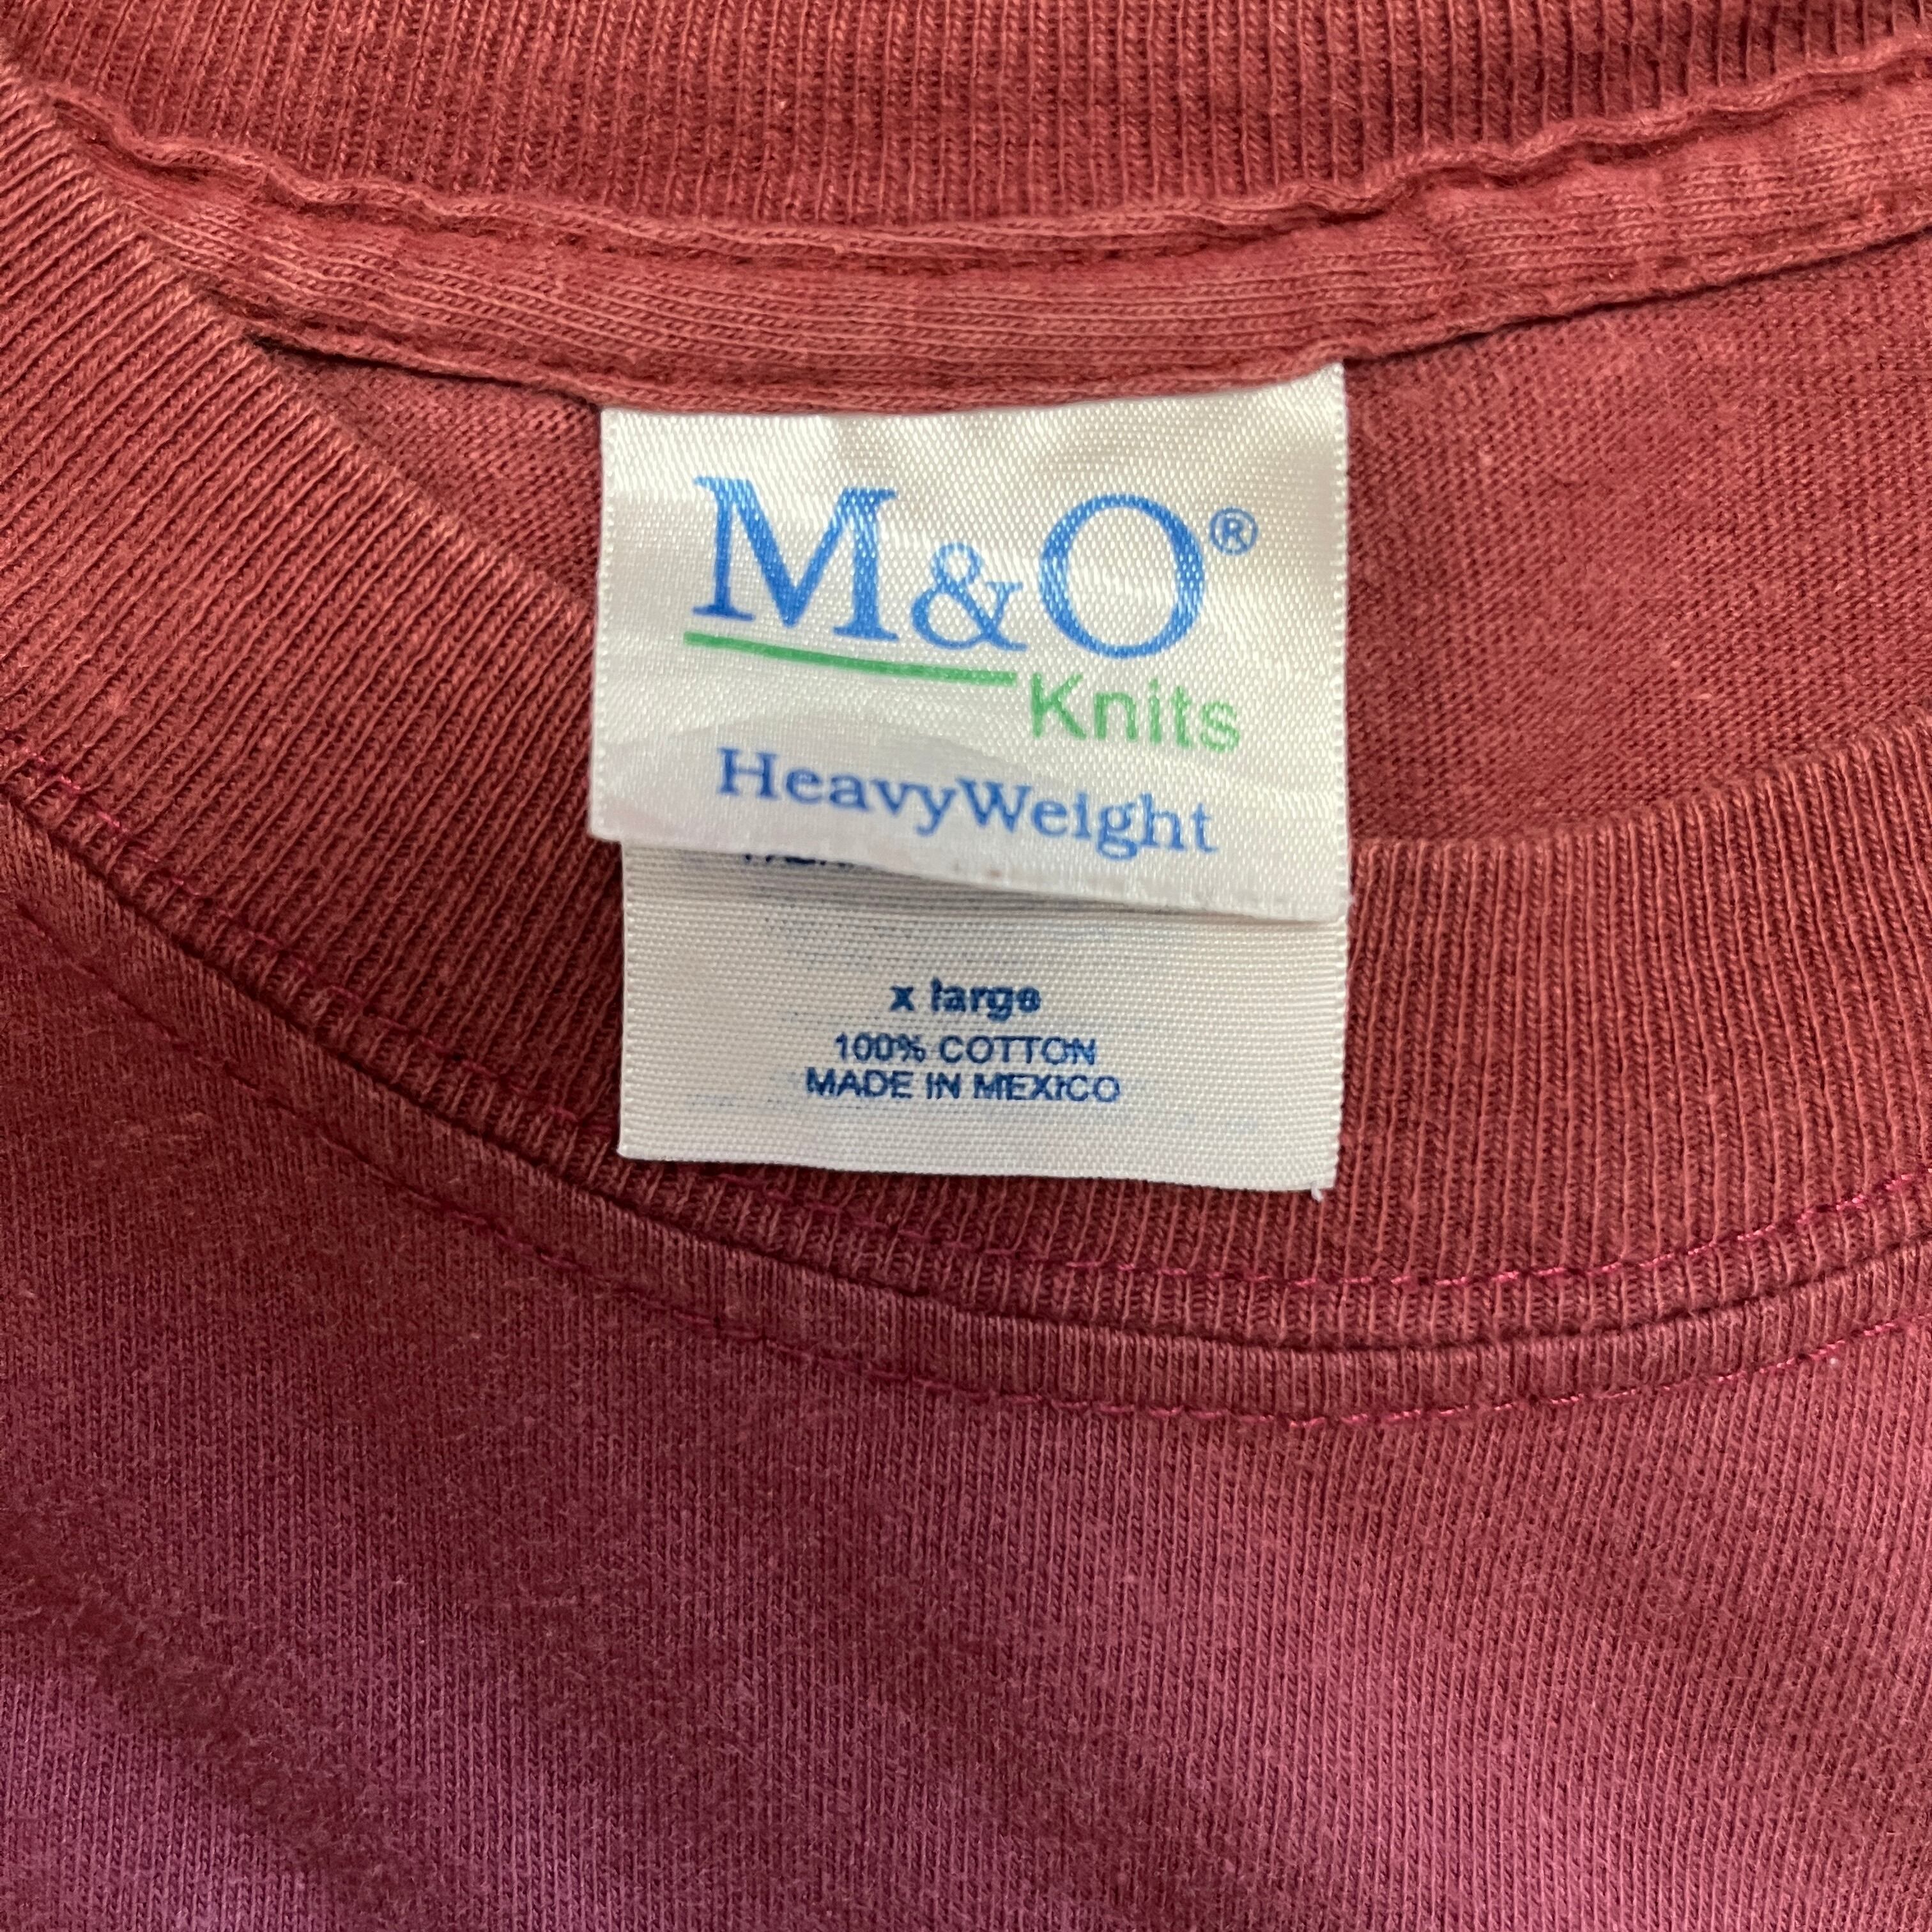 M&O®
Knits
HeavyWeight
x large
100% COTTON
MADE IN MEXICO